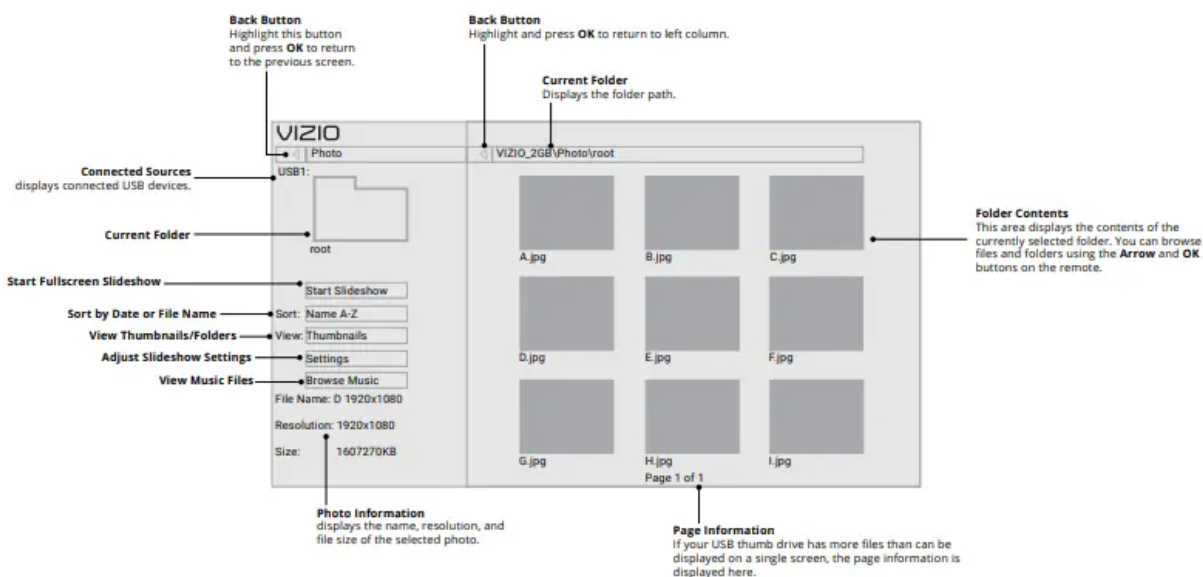 Back Button
Highlight this button
and press OK to return
to the previous screen.
Back Button
Highlight and press OK to return to left column.
Current Folder
Displays the folder path.
VIZIO
Photo
VIZIO_2GB\Photo\root
Connected Sources
displays connected USB devices.
USB1:
Current Folder
root
Start Fullscreen Slideshow
Start Slideshow
Sort by Date or File Name
Sort: Name A-Z
View Thumbnails/Folders
View: Thumbnails
Adjust Slideshow Settings
Settings
View Music Files
Browse Music
File Name: D 1920x1080
Resolution: 1920x1080
Size: 1607270KB
A.jpg
B.jpg
C.jpg
D.jpg
E.jpg
F.jpg
G.jpg
H.jpg
I.jpg
Page 1 of 1
Folder Contents
This area displays the contents of the
currently selected folder. You can browse
files and folders using the Arrow and OK
buttons on the remote.
Photo Information
displays the name, resolution, and
file size of the selected photo.
Page Information
If your USB thumb drive has more files than can be
displayed on a single screen, the page information is
displayed here.